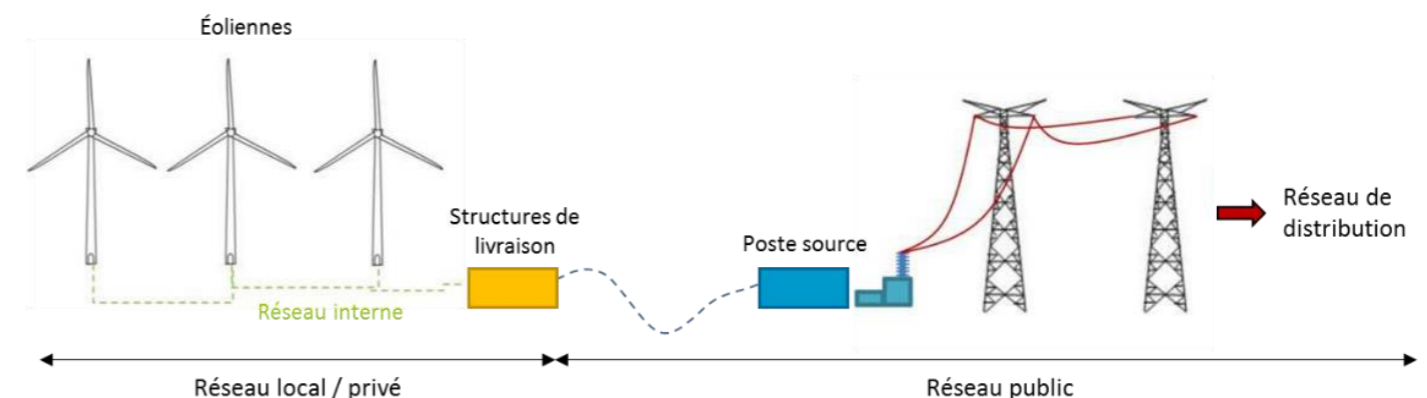 Éoliennes
Structures de
livraison
Poste source
Réseau de
distribution
Réseau interne
Réseau local / privé
Réseau public